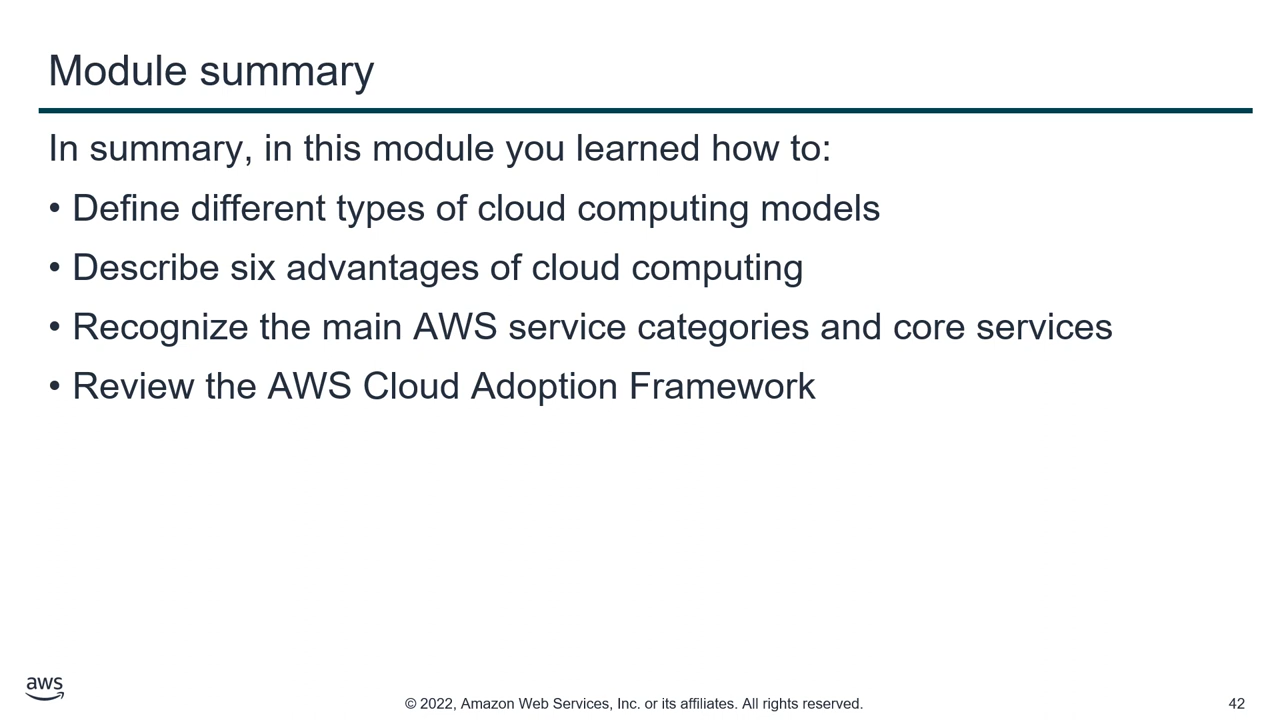 Module summary
In summary, in this module you learned how to:
• Define different types of cloud computing models
• Describe six advantages of cloud computing
• Recognize the main AWS service categories and core services
• Review the AWS Cloud Adoption Framework
aws
© 2022, Amazon Web Services, Inc. or its affiliates. All rights reserved.
42